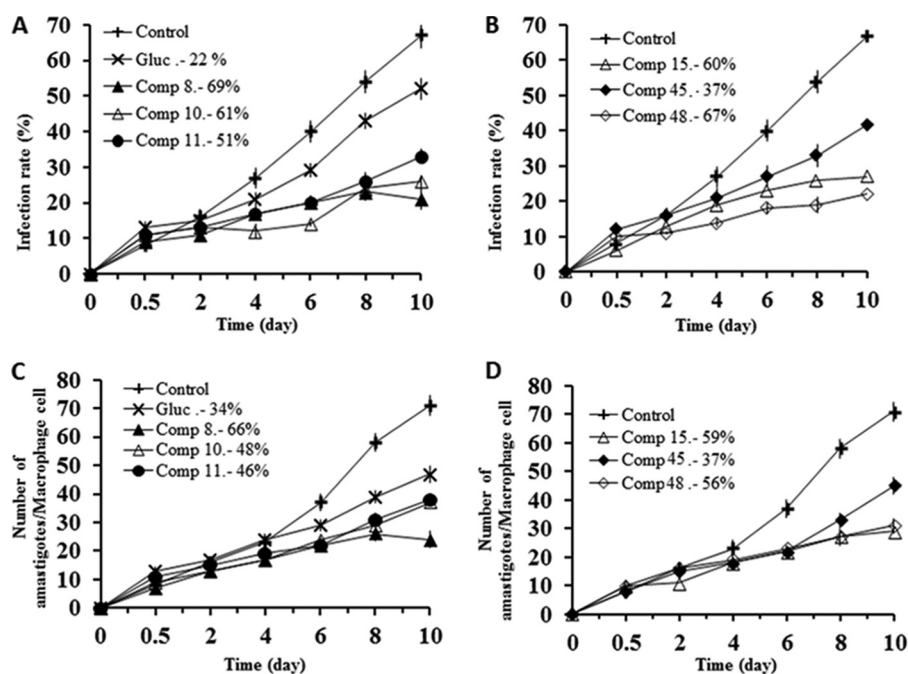 A
Control
Gluc .- 22 %
Comp 8.- 69%
Comp 10.- 61%
Comp 11.- 51%
Infection rate (%)
70
60
50
40
30
20
10
0
0 0.5 2 4 6 8 10
Time (day)
B
Control
Comp 15.- 60%
Comp 45.- 37%
Comp 48.- 67%
Infection rate (%)
70
60
50
40
30
20
10
0
0 0.5 2 4 6 8 10
Time (day)
C
Control
Gluc .- 34%
Comp 8.- 66%
Comp 10.- 48%
Comp 11.- 46%
Number of
amastigotes/Macrophage cell
80
70
60
50
40
30
20
10
0
0 0.5 2 4 6 8 10
Time (day)
D
Control
Comp 15.- 59%
Comp 45.- 37%
Comp 48 .- 56%
Number of
amastigotes/Macrophage cell
80
70
60
50
40
30
20
10
0
0 0.5 2 4 6 8 10
Time (day)